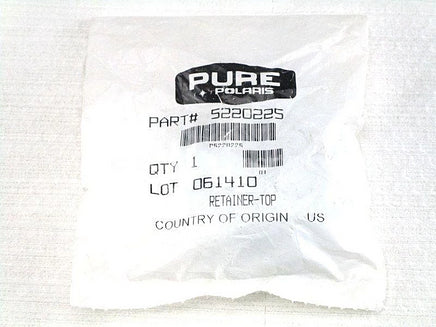 PURE
POLARIS
PART# 5220225
P5220225
QTY 1
LOT 061410
RETAINER-TOP
COUNTRY OF ORIGIN US